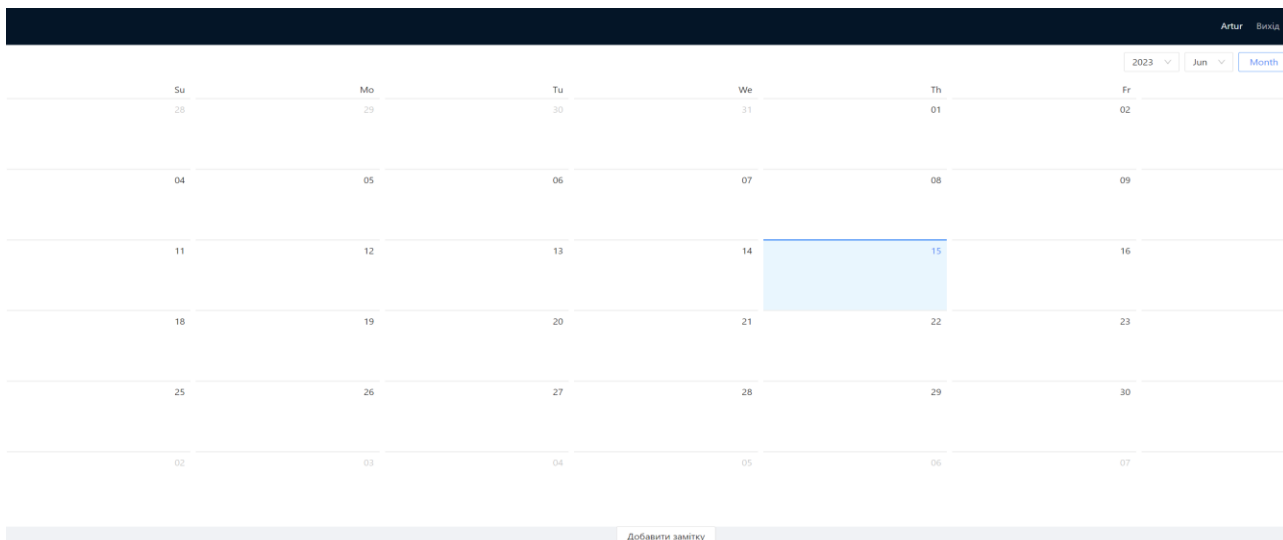 Artur Вихід
2023 Jun Month
Su Mo Tu We Th Fr
28 29 30 31 01 02
04 05 06 07 08 09
11 12 13 14 15 16
18 19 20 21 22 23
25 26 27 28 29 30
02 03 04 05 06 07
Добавити замітку